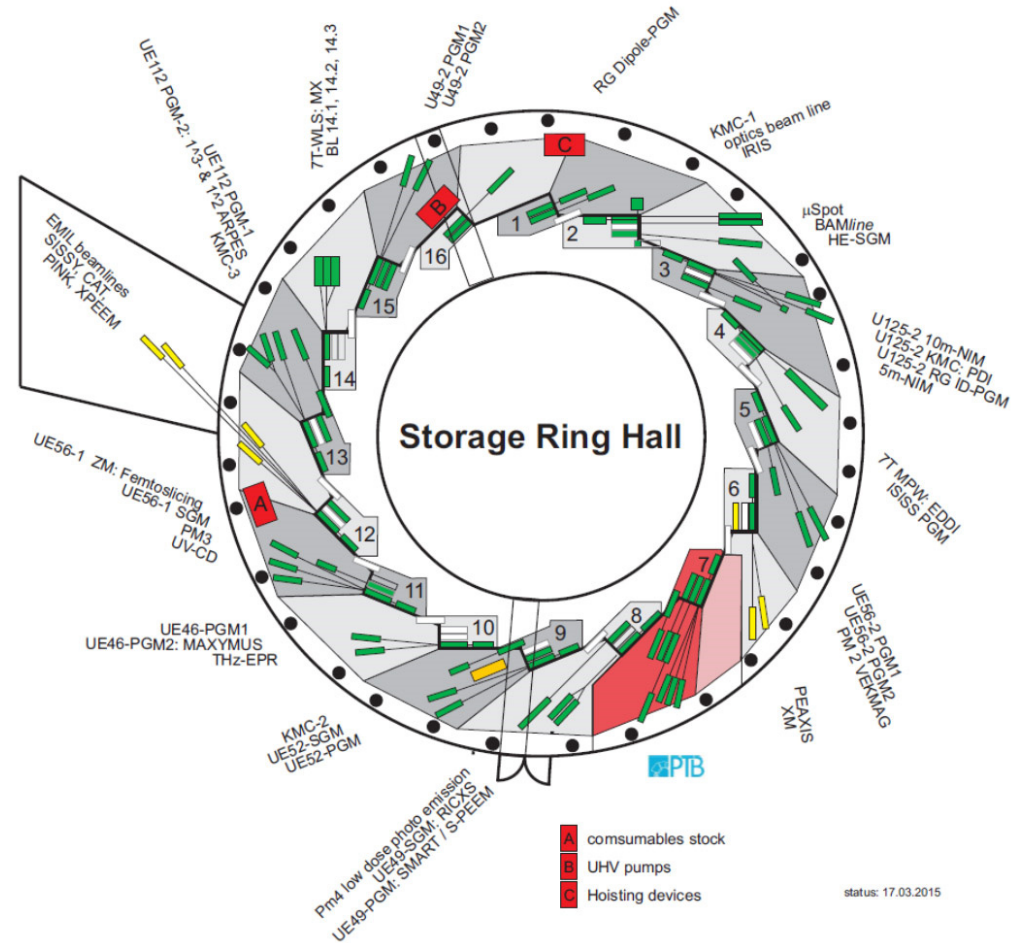 U49-2 PGM1
U49-2 PGM2
RG Dipole-PGM
KMC-1
optics beam line
IRIS
µSpot
BAMline
HE-SGM
U125-2 10m-NIM
U125-2 KMC: PDI
U125-2 RG ID-PGM
5m-NIM
7T MPW: EDDI
ISISS PGM
UE56-2 PGM1
UE56-2 PGM2
PM 2 VEKMAG
PEAXIS
XM
Pm4 low dose photo emission
UE49-SGM: RICXS
UE49-PGM: SMART / S-PEEM
KMC-2
UE52-SGM
UE52-PGM
UE46-PGM1
UE46-PGM2: MAXYMUS
THz-EPR
UE56-1 ZM: Femtoslicing
UE56-1 SGM
PM3
UV-CD
EMIL beamlines
SISSY, CAT,
PINK, XPEEM
UE112 PGM-2: 1^3- & 1^2 ARPES
UE112 PGM-1
KMC-3
7T-WLS: MX
BL 14.1, 14.2, 14.3
C
B
A
1
2
3
4
5
6
7
8
9
10
11
12
13
14
15
16
Storage Ring Hall
PTB
A comsumables stock
B UHV pumps
C Hoisting devices
status: 17.03.2015